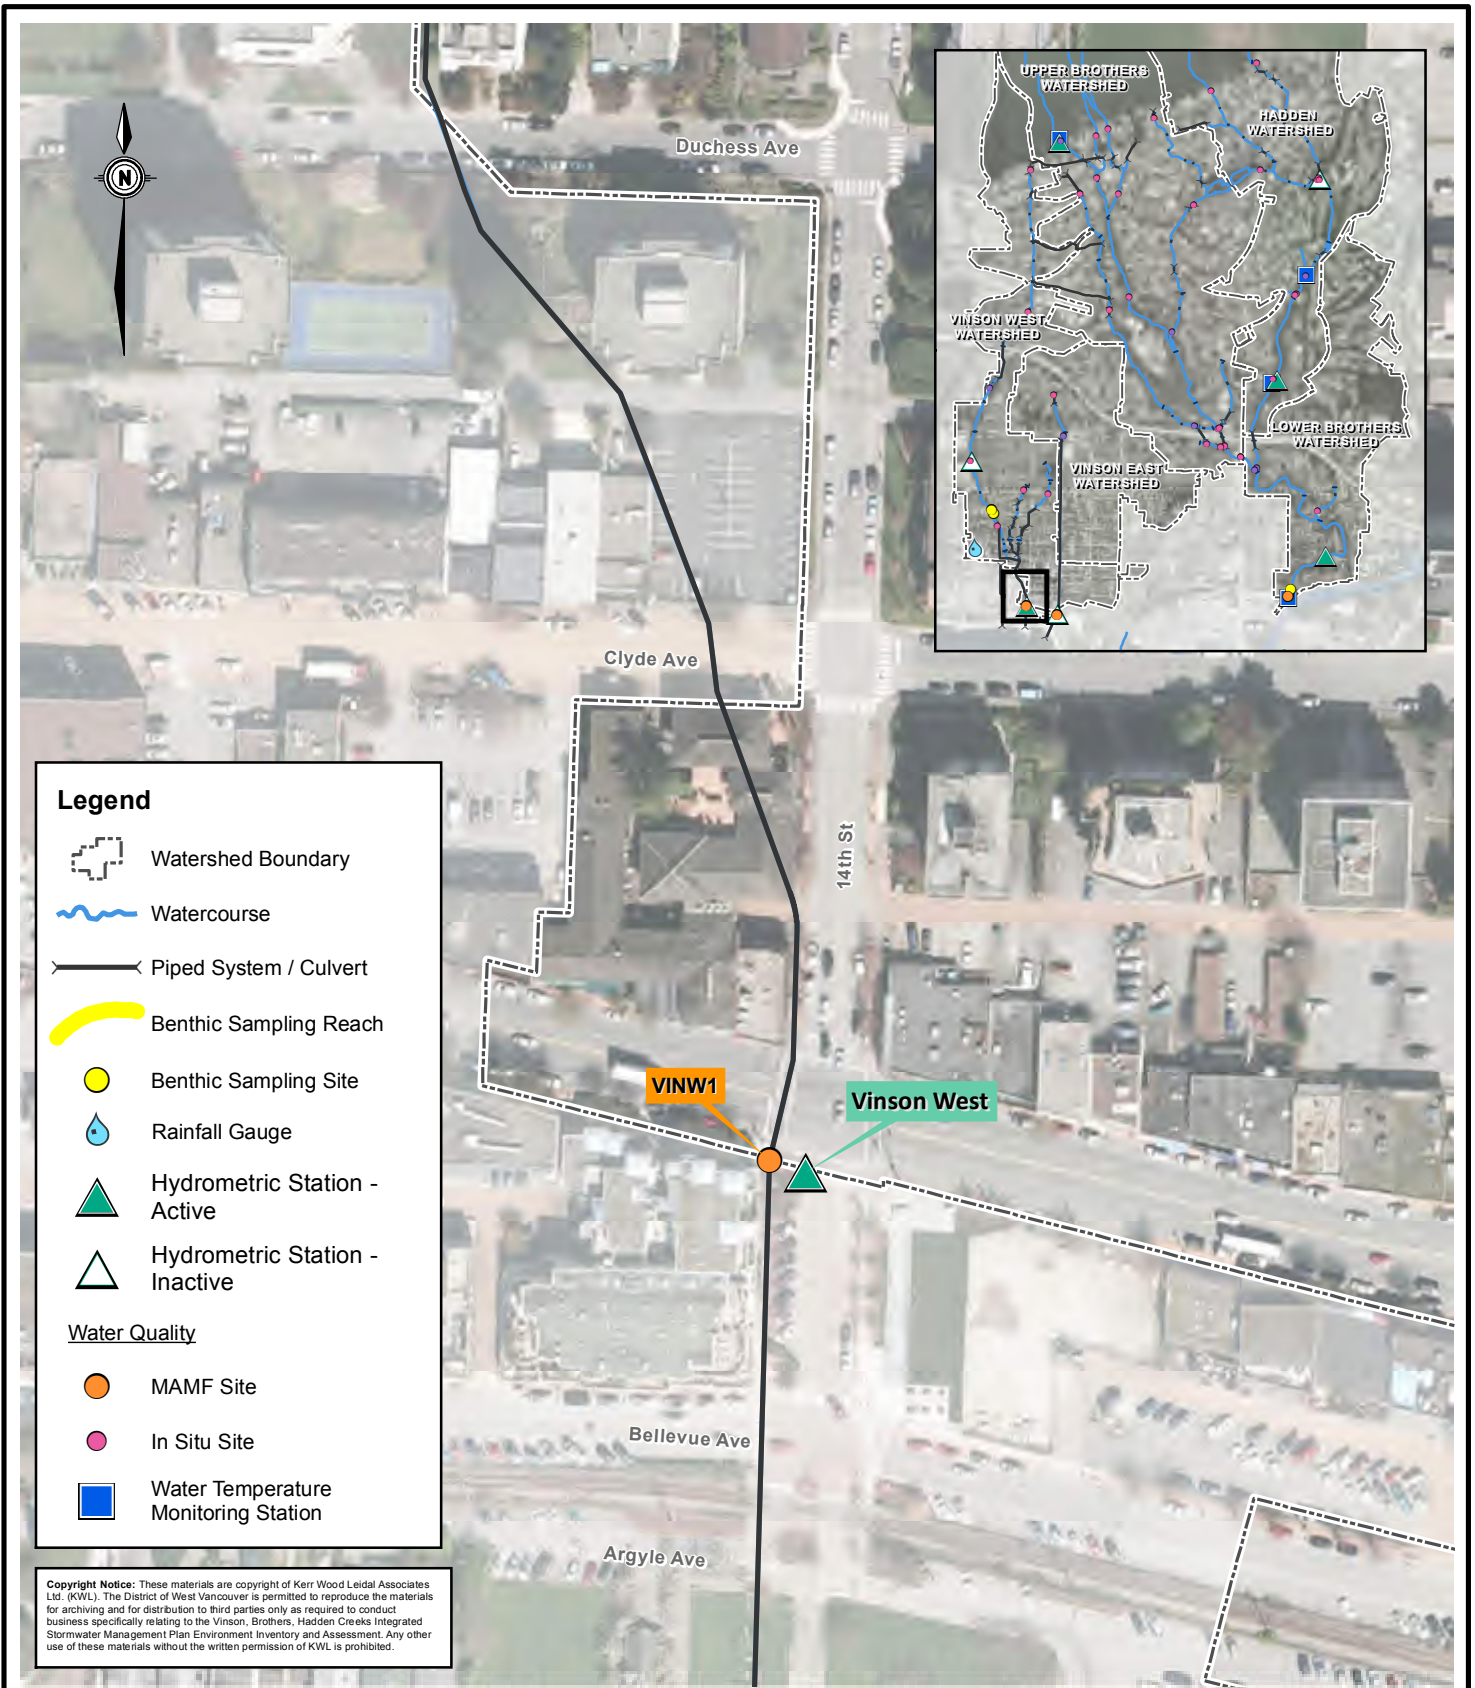 N
Duchess Ave
UPPER BROTHERS
WATERSHED
HADDEN
WATERSHED
VINSON WEST
WATERSHED
LOWER BROTHERS
WATERSHED
VINSON EAST
WATERSHED
Clyde Ave
14th St
VINW1
Vinson West
Bellevue Ave
Argyle Ave
Legend
Watershed Boundary
Watercourse
Piped System / Culvert
Benthic Sampling Reach
Benthic Sampling Site
Rainfall Gauge
Hydrometric Station -
Active
Hydrometric Station -
Inactive
Water Quality
MAMF Site
In Situ Site
Water Temperature
Monitoring Station
Copyright Notice: These materials are copyright of Kerr Wood Leidal Associates
Ltd. (KWL). The District of West Vancouver is permitted to reproduce the materials
for archiving and for distribution to third parties only as required to conduct
business specifically relating to the Vinson, Brothers, Hadden Creeks Integrated
Stormwater Management Plan Environment Inventory and Assessment. Any other
use of these materials without the written permission of KWL is prohibited.